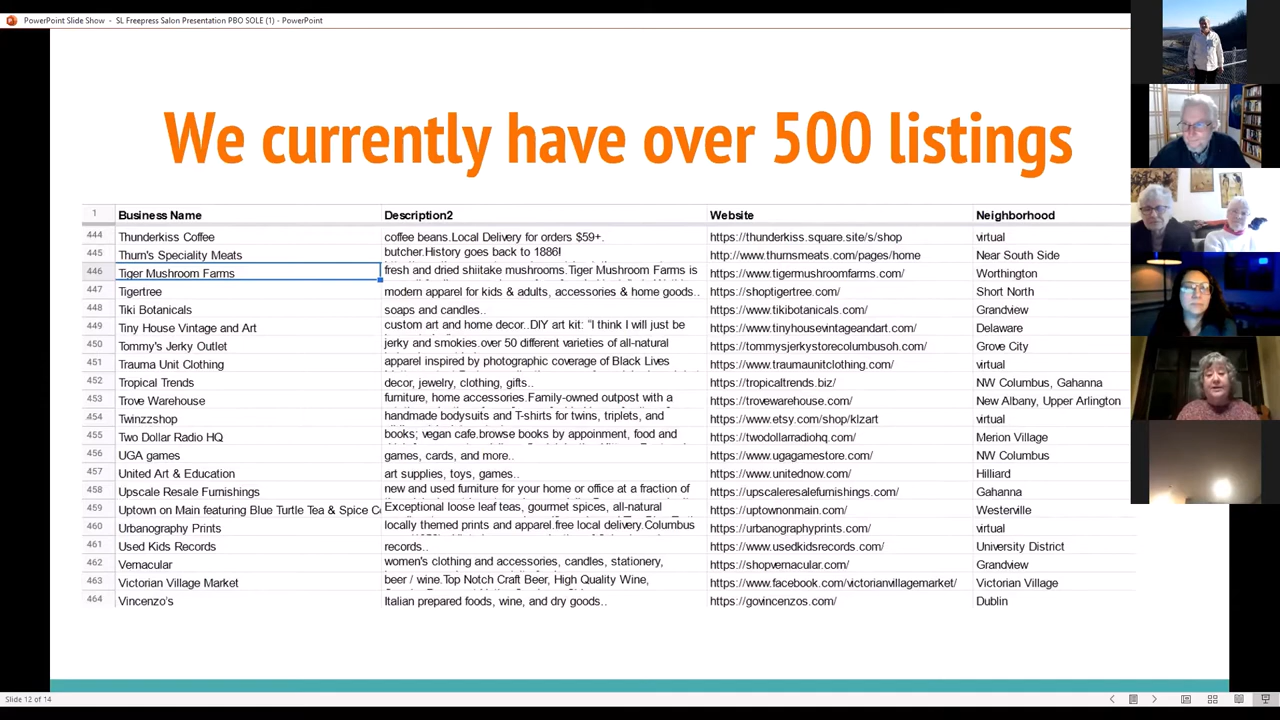 PowerPoint Slide Show - SL Freepress Salon Presentation PBO SOLE (1) - PowerPoint
We currently have over 500 listings
1 Business Name Description2 Website Neighborhood
444 Thunderkiss Coffee coffee beans.Local Delivery for orders $59+. https://thunderkiss.square.site/s/shop virtual
445 Thurn's Speciality Meats butcher.History goes back to 1886! http://www.thurnsmeats.com/pages/home Near South Side
446 Tiger Mushroom Farms fresh and dried shiitake mushrooms.Tiger Mushroom Farms is https://www.tigermushroomfarms.com/ Worthington
447 Tigertree modern apparel for kids & adults, accessories & home goods.. https://shoptigertree.com/ Short North
448 Tiki Botanicals soaps and candles.. https://www.tikibotanicals.com/ Grandview
449 Tiny House Vintage and Art custom art and home decor..DIY art kit: “I think I will just be https://www.tinyhousevintageandart.com/ Delaware
450 Tommy's Jerky Outlet jerky and smokies.over 50 different varieties of all-natural https://tommysjerkystorecolumbusoh.com/ Grove City
451 Trauma Unit Clothing apparel inspired by photographic coverage of Black Lives https://www.traumaunitclothing.com/ virtual
452 Tropical Trends decor, jewelry, clothing, gifts.. https://tropicaltrends.biz/ NW Columbus, Gahanna
453 Trove Warehouse furniture, home accessories.Family-owned outpost with a https://trovewarehouse.com/ New Albany, Upper Arlington
454 Twinzzshop handmade bodysuits and T-shirts for twins, triplets, and https://www.etsy.com/shop/klzart virtual
455 Two Dollar Radio HQ books; vegan cafe.browse books by appoinment, food and https://twodollarradiohq.com/ Merion Village
456 UGA games games, cards, and more.. https://www.ugagamestore.com/ NW Columbus
457 United Art & Education art supplies, toys, games.. https://www.unitednow.com/ Hilliard
458 Upscale Resale Furnishings new and used furniture for your home or office at a fraction of https://upscaleresalefurnishings.com/ Gahanna
459 Uptown on Main featuring Blue Turtle Tea & Spice Co Exceptional loose leaf teas, gourmet spices, all-natural https://uptownonmain.com/ Westerville
460 Urbanography Prints locally themed prints and apparel.free local delivery.Columbus https://urbanographyprints.com/ virtual
461 Used Kids Records records.. https://www.usedkidsrecords.com/ University District
462 Vernacular women's clothing and accessories, candles, stationery, https://shopvernacular.com/ Grandview
463 Victorian Village Market beer / wine.Top Notch Craft Beer, High Quality Wine, https://www.facebook.com/victorianvillagemarket/ Victorian Village
464 Vincenzo's Italian prepared foods, wine, and dry goods.. https://govincenzos.com/ Dublin
Slide 12 of 14